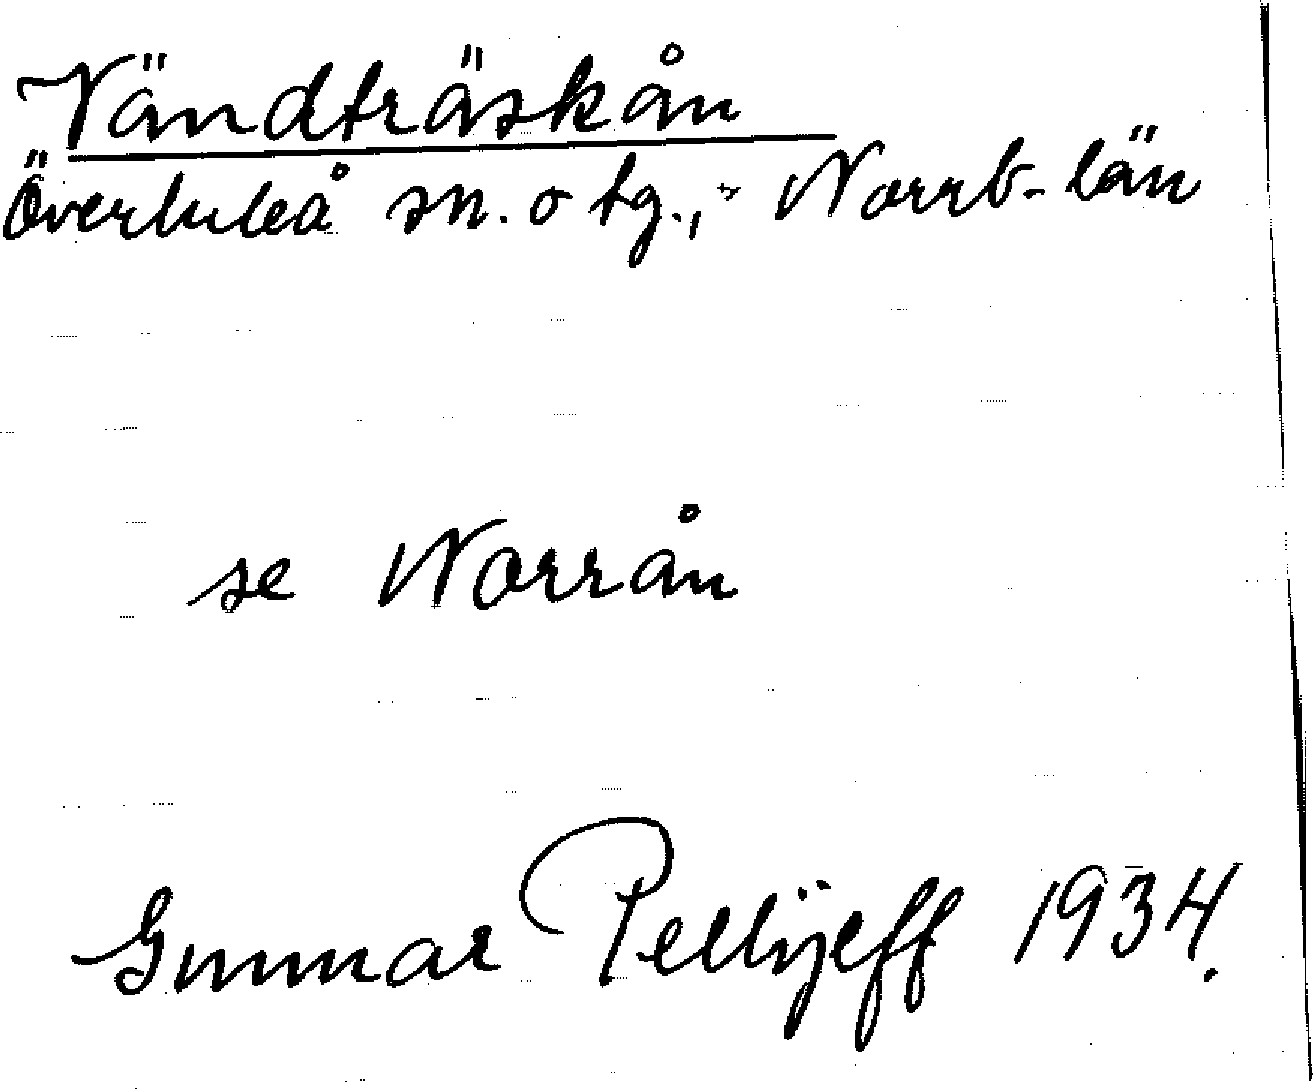 Vändträskån
Överluleå sn. o tg., Norrb. län
se Norrån
Gunnar Pellijeff 1934.